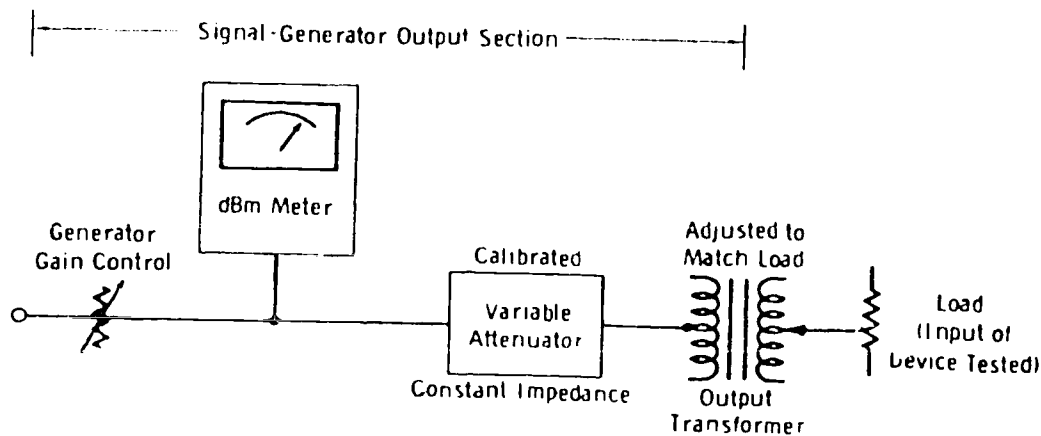 Signal-Generator Output Section
dBm Meter
Generator
Gain Control
Calibrated
Variable
Attenuator
Constant Impedance
Adjusted to
Match Load
Output
Transformer
Load
(Input of
Device Tested)